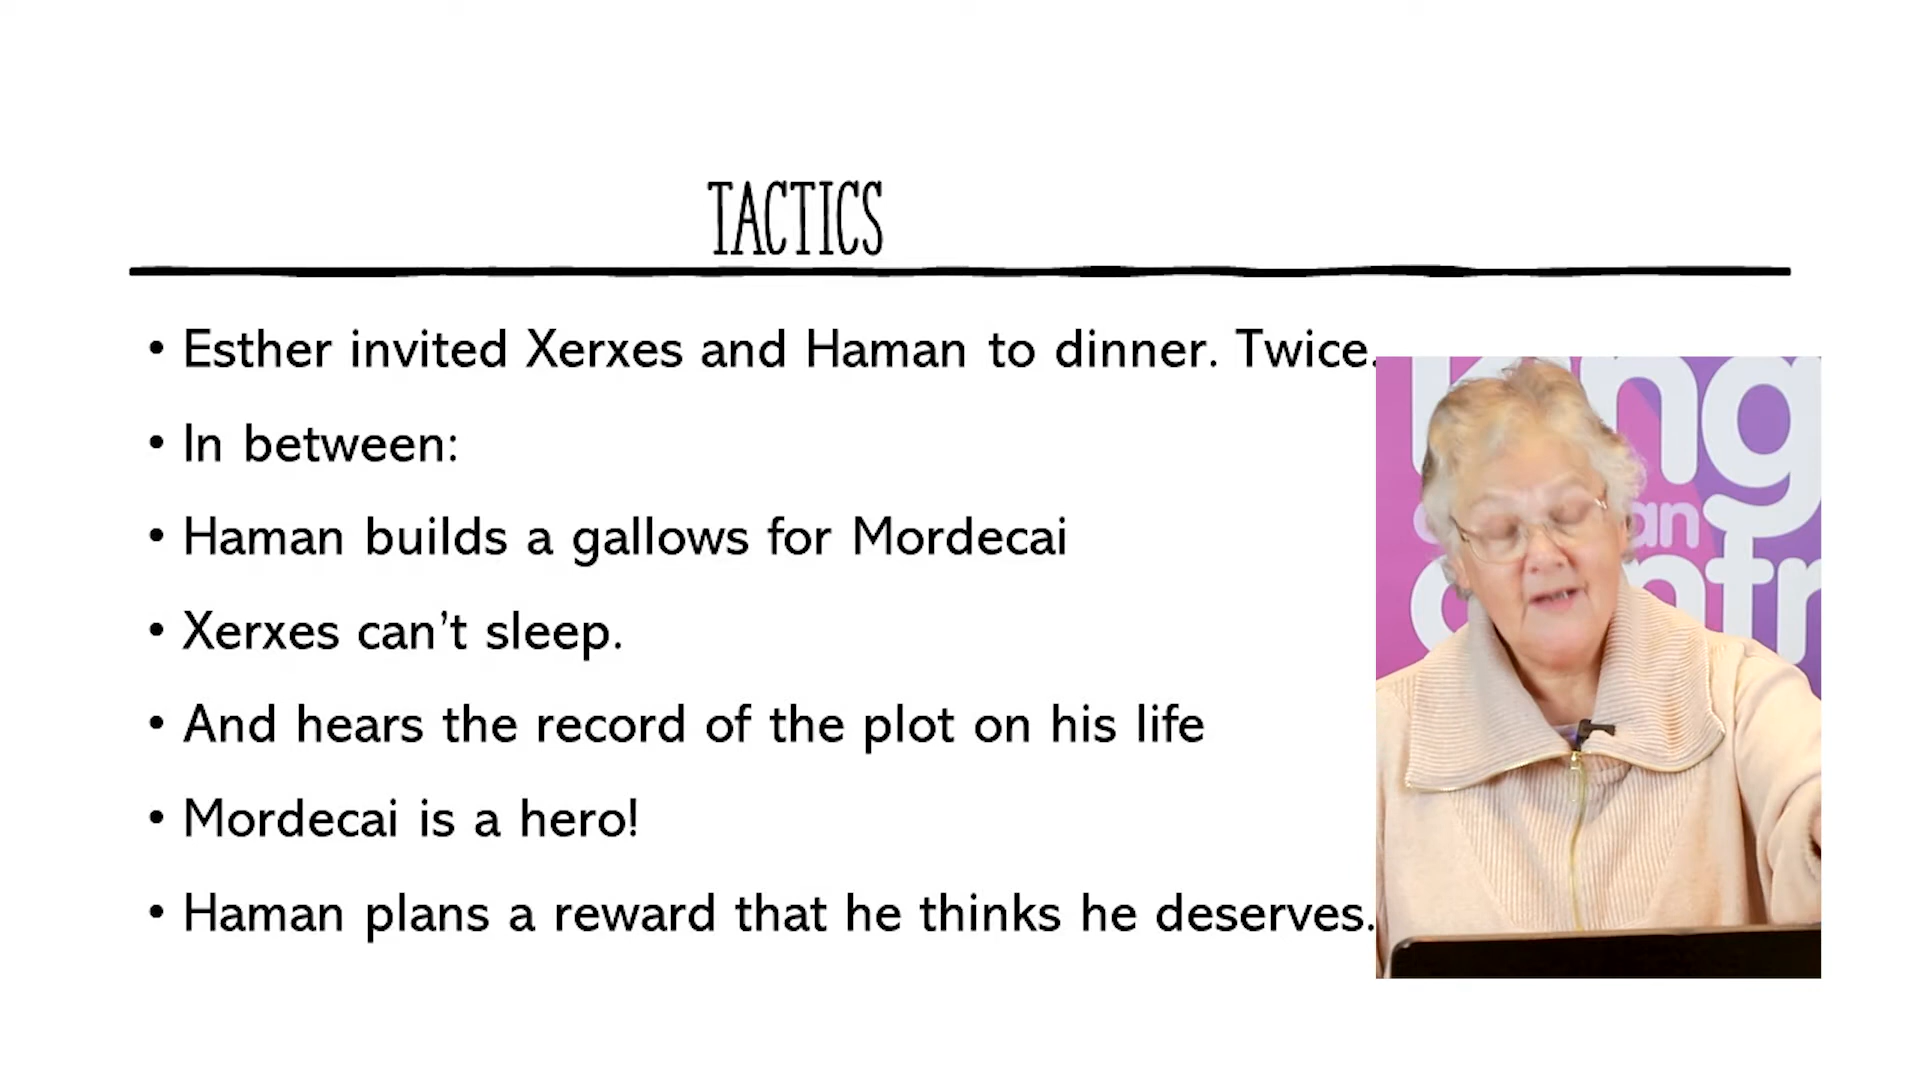 TACTICS
• Esther invited Xerxes and Haman to dinner. Twice.
• In between:
• Haman builds a gallows for Mordecai
• Xerxes can’t sleep.
• And hears the record of the plot on his life
• Mordecai is a hero!
• Haman plans a reward that he thinks he deserves.